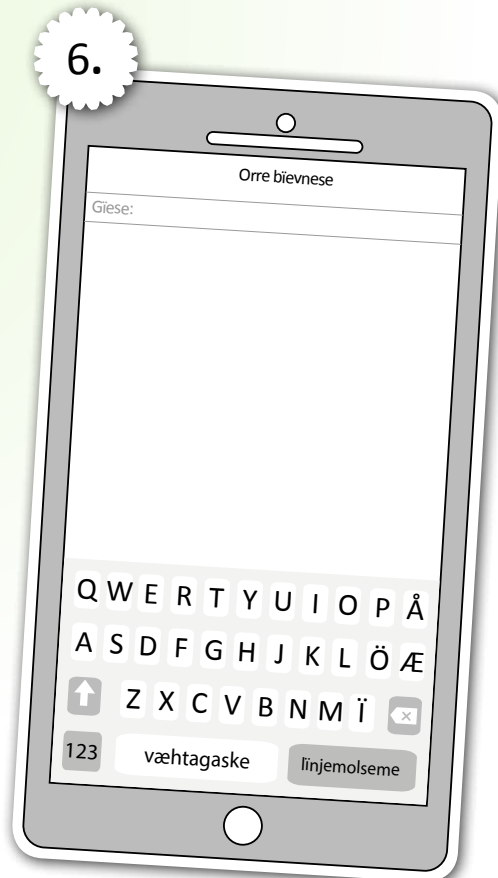 6.
Orre bïevnese
Gïese:
Q W E R T Y U I O P Å
A S D F G H J K L Ö Æ
Z X C V B N M Ï
123 væhtagaske lïnjemolseme